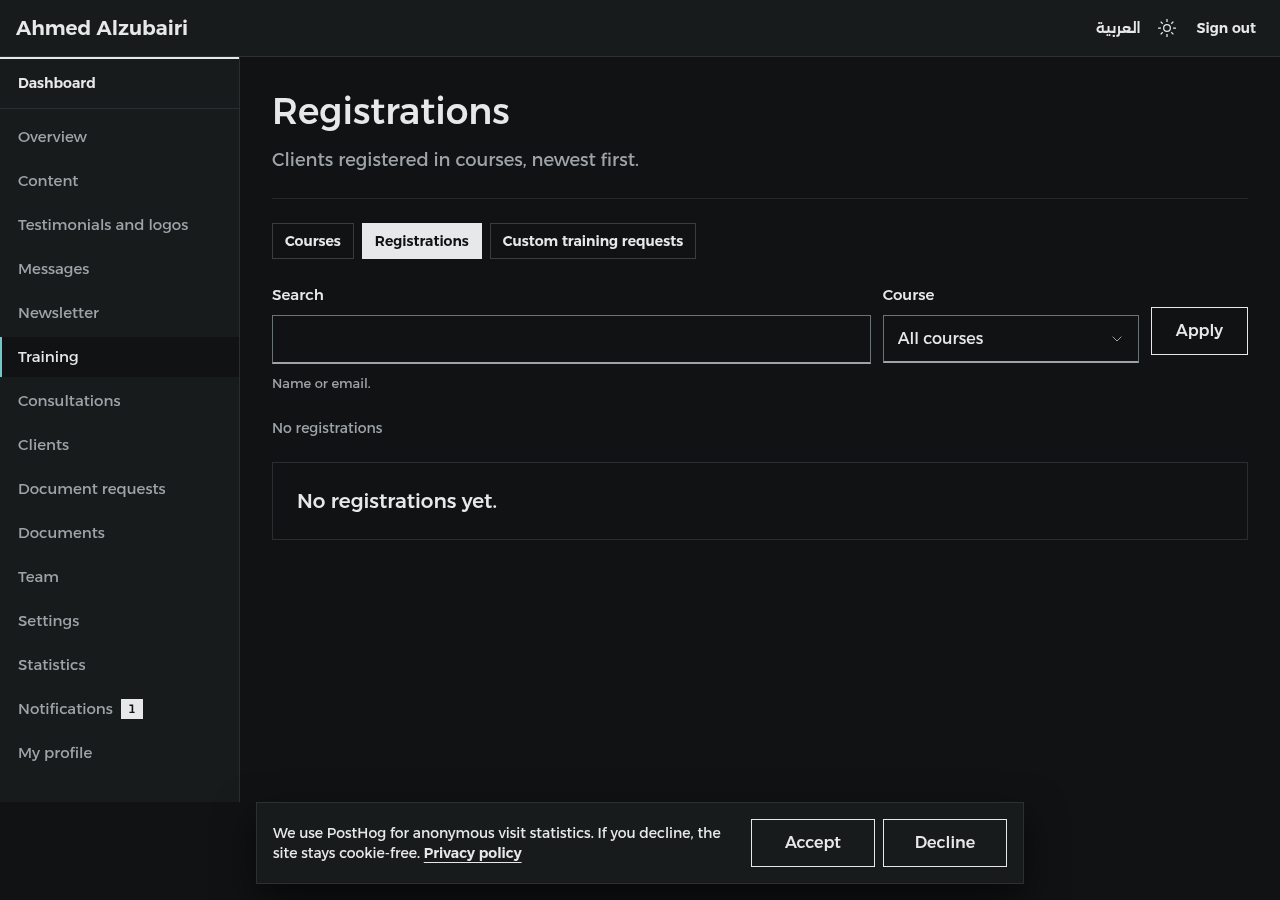 Ahmed Alzubairi
العربية
Sign out
Dashboard
Overview
Content
Testimonials and logos
Messages
Newsletter
Training
Consultations
Clients
Document requests
Documents
Team
Settings
Statistics
Notifications 1
My profile
Registrations
Clients registered in courses, newest first.
Courses
Registrations
Custom training requests
Search
Course
All courses
Apply
Name or email.
No registrations
No registrations yet.
We use PostHog for anonymous visit statistics. If you decline, the
site stays cookie-free. Privacy policy
Accept
Decline